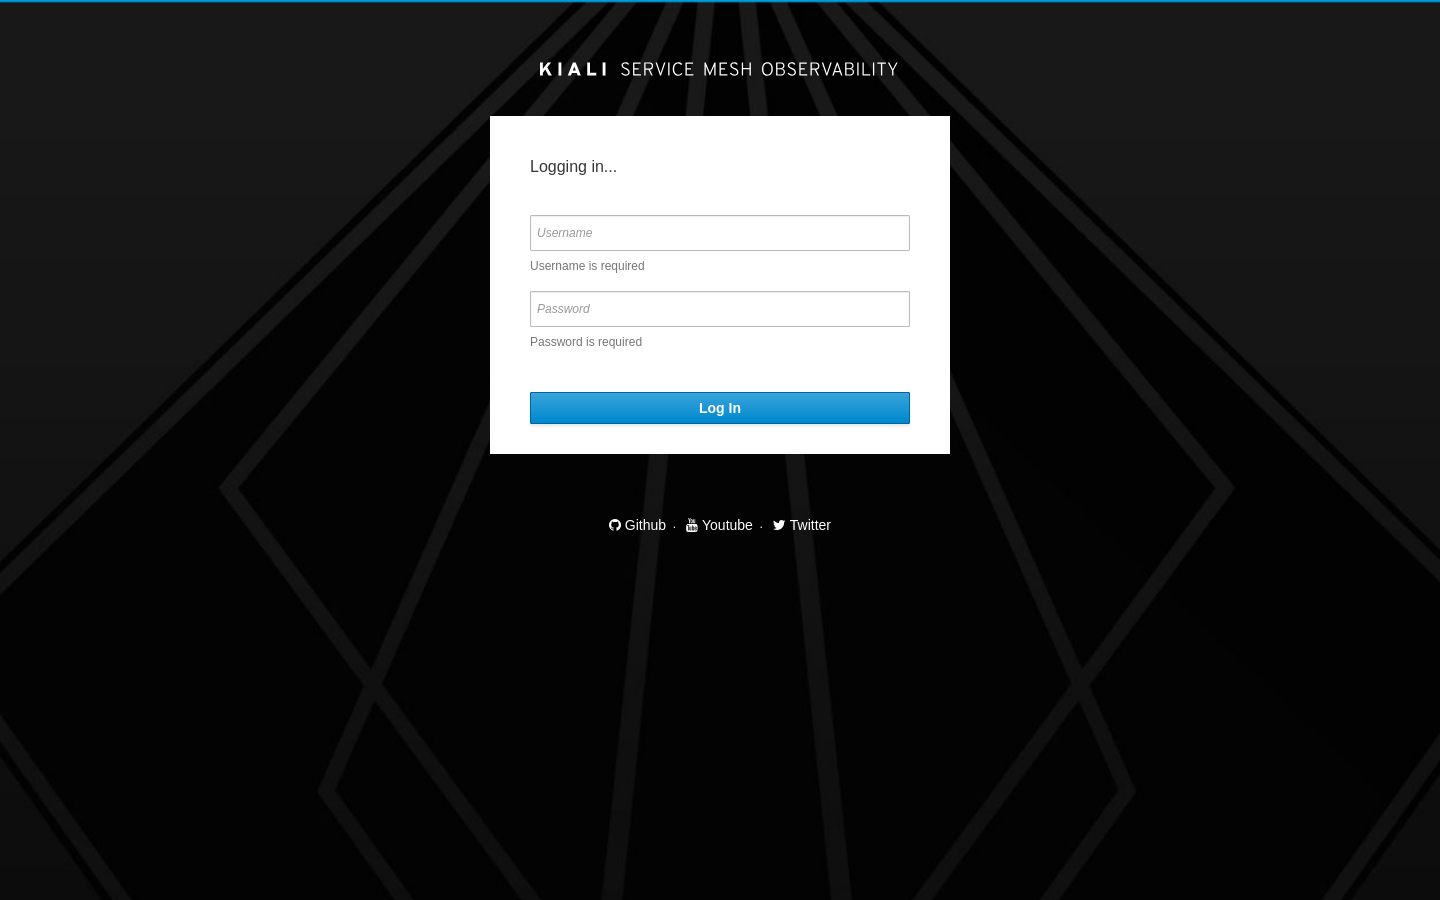 KIALI SERVICE MESH OBSERVABILITY
Logging in...
Username
Username is required
Password
Password is required
Log In
Github · Youtube · Twitter